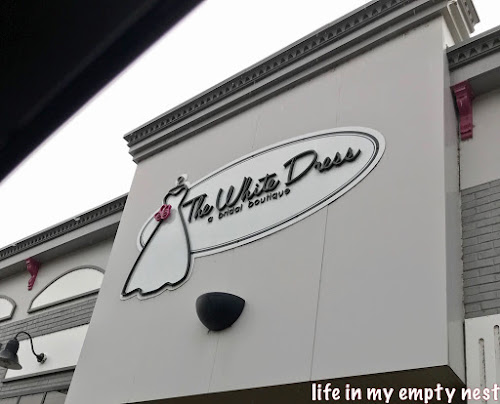 The White Dress
a bridal boutique
life in my empty nest